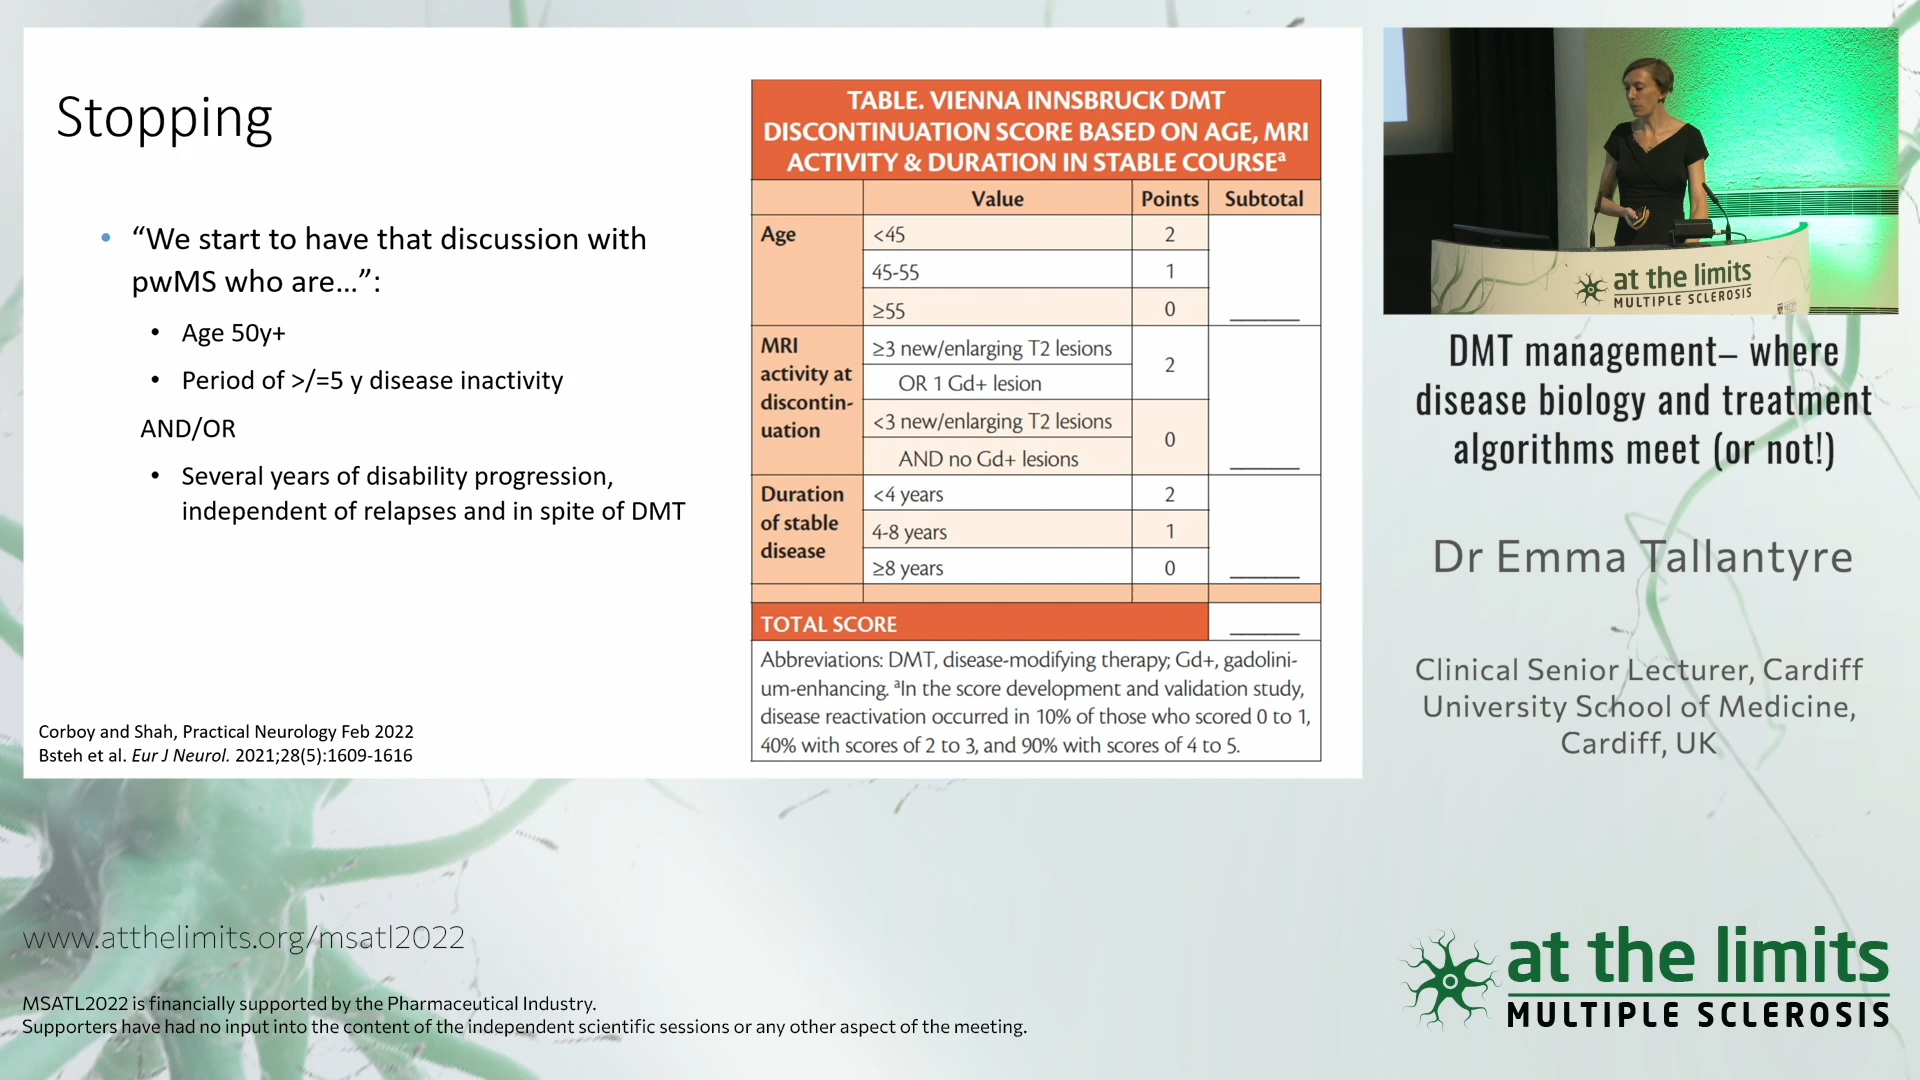 Stopping
• “We start to have that discussion with
pwMS who are…”:
• Age 50y+
• Period of >/=5 y disease inactivity
AND/OR
• Several years of disability progression,
independent of relapses and in spite of DMT
Corboy and Shah, Practical Neurology Feb 2022
Bsteh et al. Eur J Neurol. 2021;28(5):1609-1616
TABLE. VIENNA INNSBRUCK DMT
DISCONTINUATION SCORE BASED ON AGE, MRI
ACTIVITY & DURATION IN STABLE COURSEᵃ
Value Points Subtotal
Age <45 2
45-55 1
≥55 0 ______
MRI
activity at
discontin-
uation
≥3 new/enlarging T2 lesions
OR 1 Gd+ lesion
2
<3 new/enlarging T2 lesions
AND no Gd+ lesions
0 ______
Duration
of stable
disease
<4 years 2
4-8 years 1
≥8 years 0 ______
TOTAL SCORE ______
Abbreviations: DMT, disease-modifying therapy; Gd+, gadolini-
um-enhancing. ᵃIn the score development and validation study,
disease reactivation occurred in 10% of those who scored 0 to 1,
40% with scores of 2 to 3, and 90% with scores of 4 to 5.
at the limits
MULTIPLE SCLEROSIS
DMT management– where
disease biology and treatment
algorithms meet (or not!)
Dr Emma Tallantyre
Clinical Senior Lecturer, Cardiff
University School of Medicine,
Cardiff, UK
www.atthelimits.org/msatl2022
MSATL2022 is financially supported by the Pharmaceutical Industry.
Supporters have had no input into the content of the independent scientific sessions or any other aspect of the meeting.
at the limits
MULTIPLE SCLEROSIS